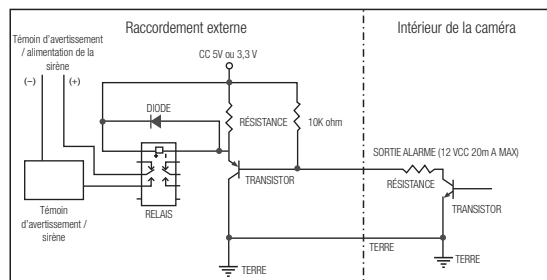 Raccordement externe
Intérieur de la caméra
Témoin d'avertissement
/ alimentation de la
sirène
(−)
(+)
CC 5V ou 3,3 V
DIODE
RÉSISTANCE
10K ohm
SORTIE ALARME (12 VCC 20m A MAX)
RÉSISTANCE
TRANSISTOR
TRANSISTOR
RELAIS
Témoin
d'avertissement /
sirène
TERRE
TERRE
TERRE